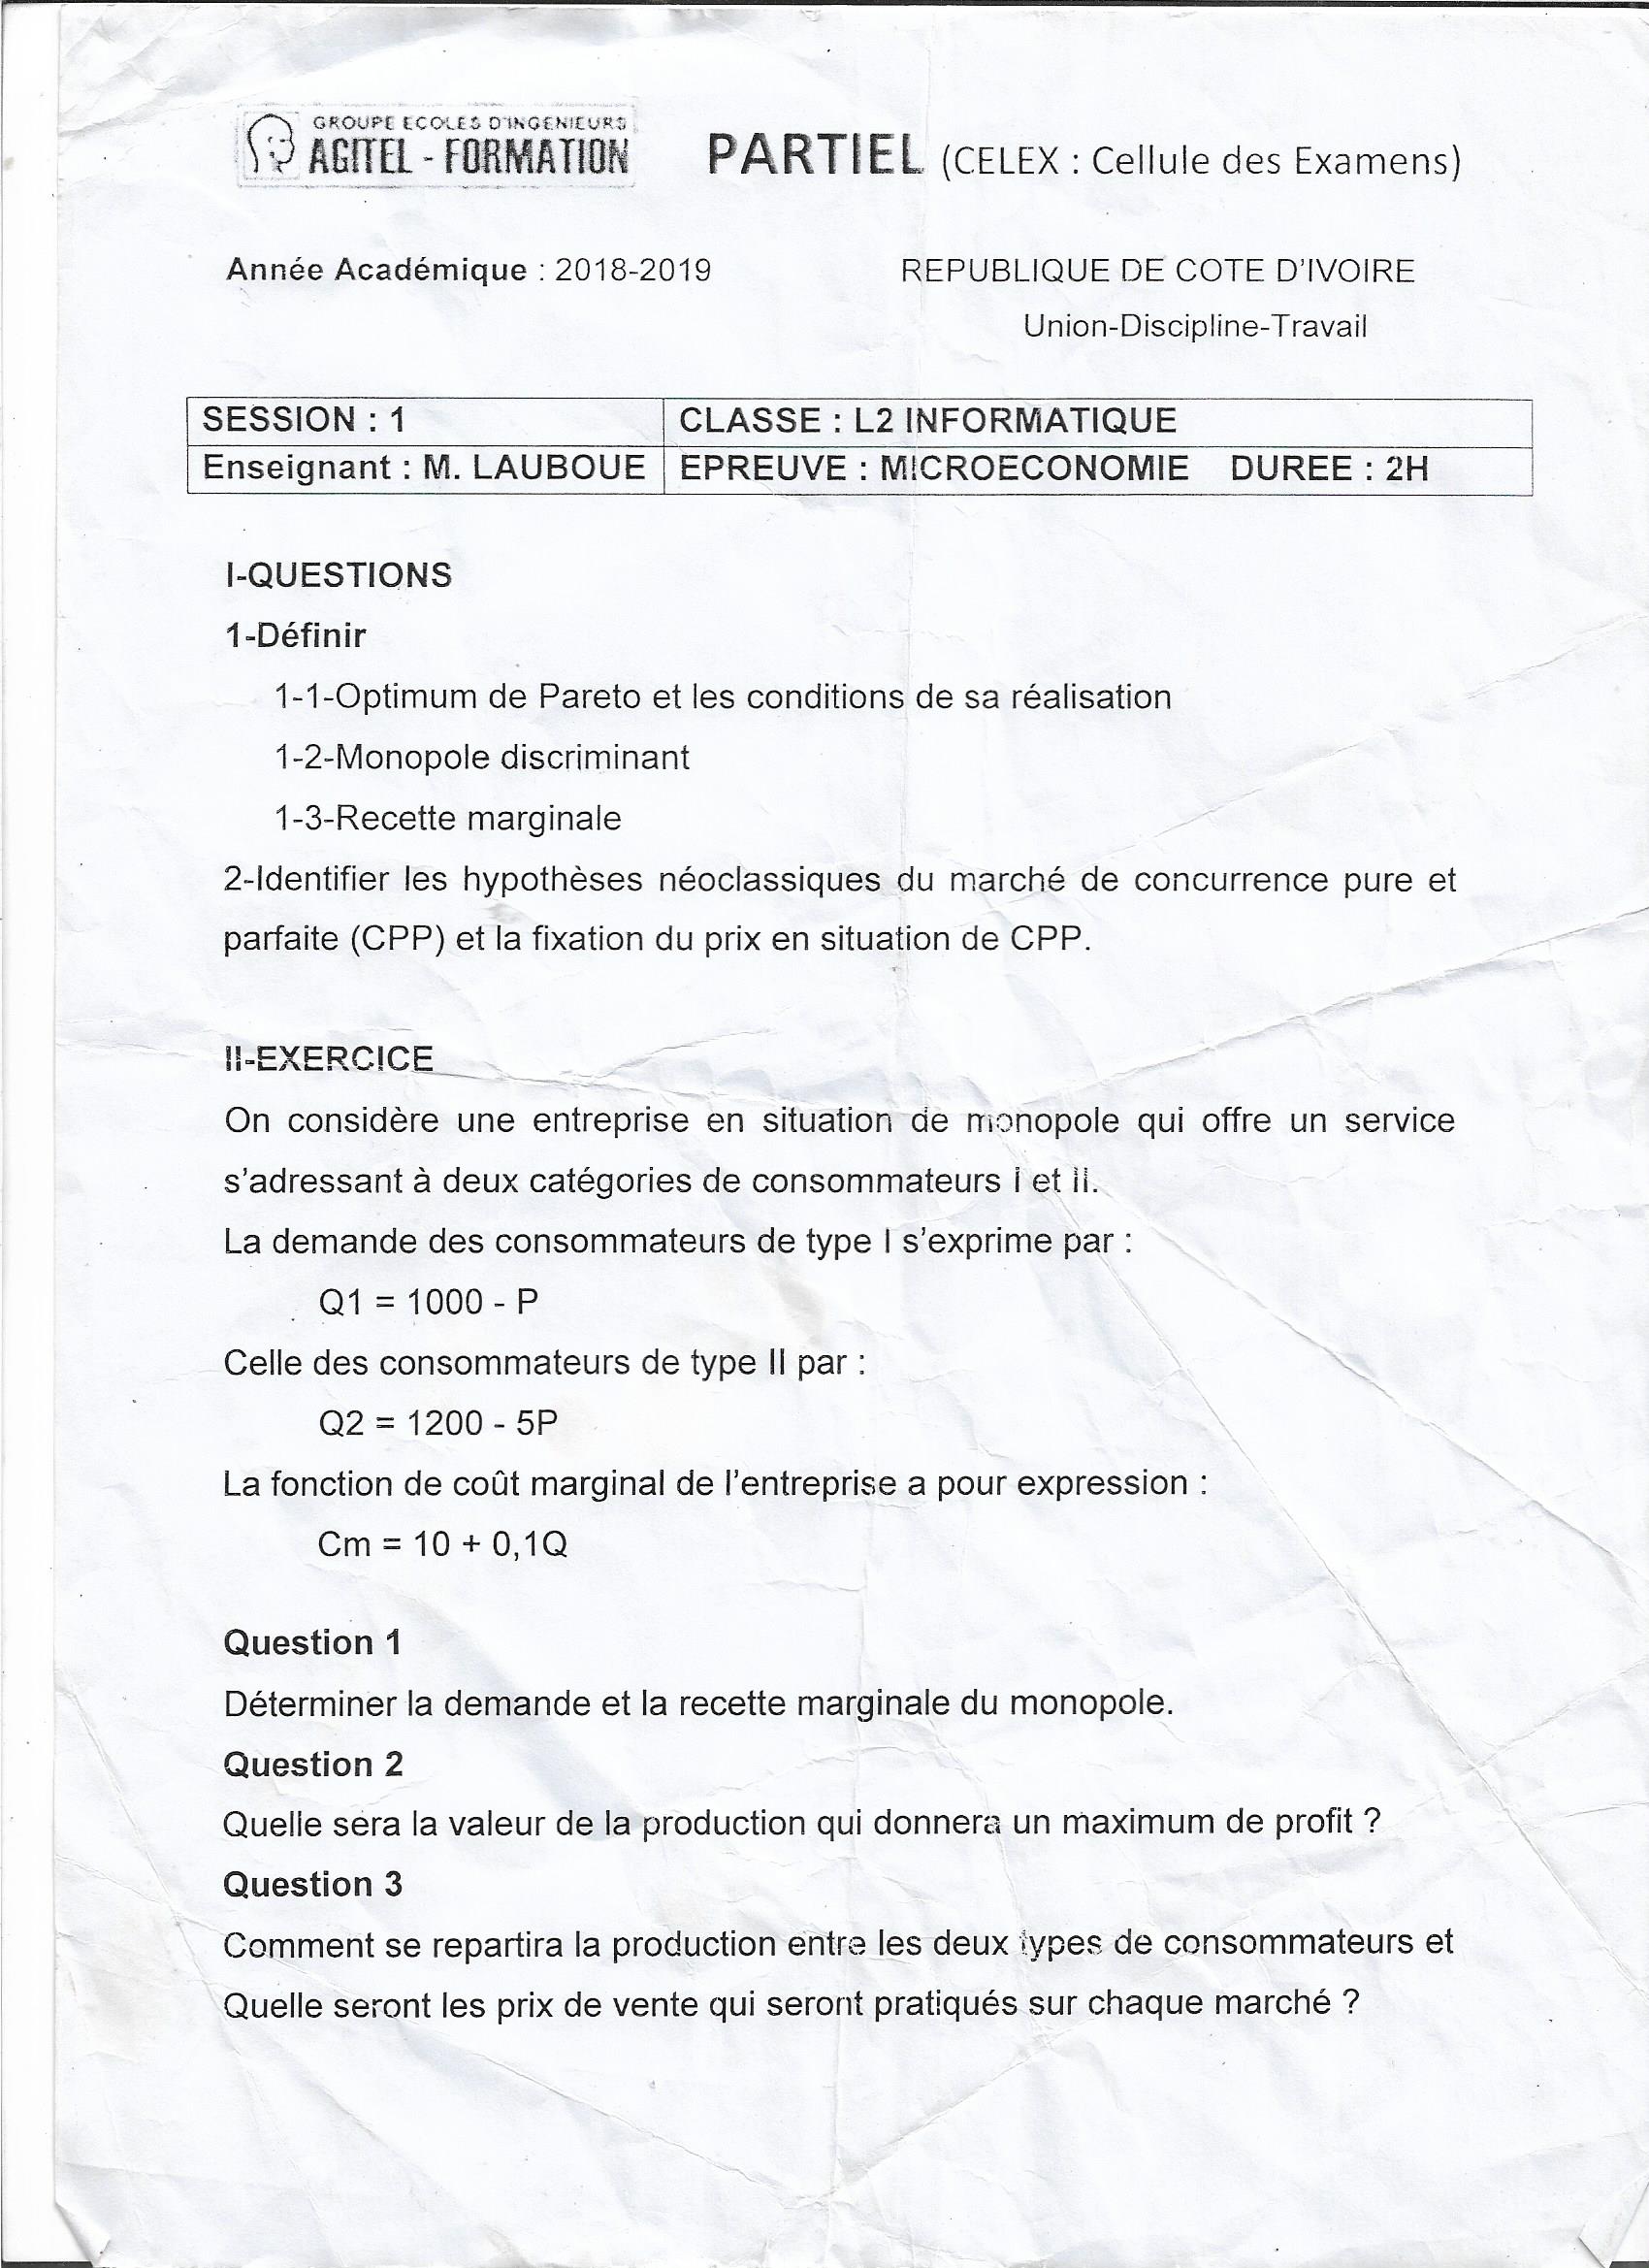 GROUPE ECOLES D'INGENIEURS
AGITEL - FORMATION
PARTIEL (CELEX : Cellule des Examens)
Année Académique : 2018-2019
REPUBLIQUE DE COTE D'IVOIRE
Union-Discipline-Travail
SESSION : 1
CLASSE : L2 INFORMATIQUE
Enseignant : M. LAUBOUE
EPREUVE : MICROECONOMIE DUREE : 2H
I-QUESTIONS
1-Définir
1-1-Optimum de Pareto et les conditions de sa réalisation
1-2-Monopole discriminant
1-3-Recette marginale
2-Identifier les hypothèses néoclassiques du marché de concurrence pure et
parfaite (CPP) et la fixation du prix en situation de CPP.
II-EXERCICE
On considère une entreprise en situation de monopole qui offre un service
s'adressant à deux catégories de consommateurs I et II.
La demande des consommateurs de type I s'exprime par :
Q1 = 1000 - P
Celle des consommateurs de type II par :
Q2 = 1200 - 5P
La fonction de coût marginal de l'entreprise a pour expression :
Cm = 10 + 0,1Q
Question 1
Déterminer la demande et la recette marginale du monopole.
Question 2
Quelle sera la valeur de la production qui donnera un maximum de profit ?
Question 3
Comment se repartira la production entre les deux types de consommateurs et
Quelle seront les prix de vente qui seront pratiqués sur chaque marché ?